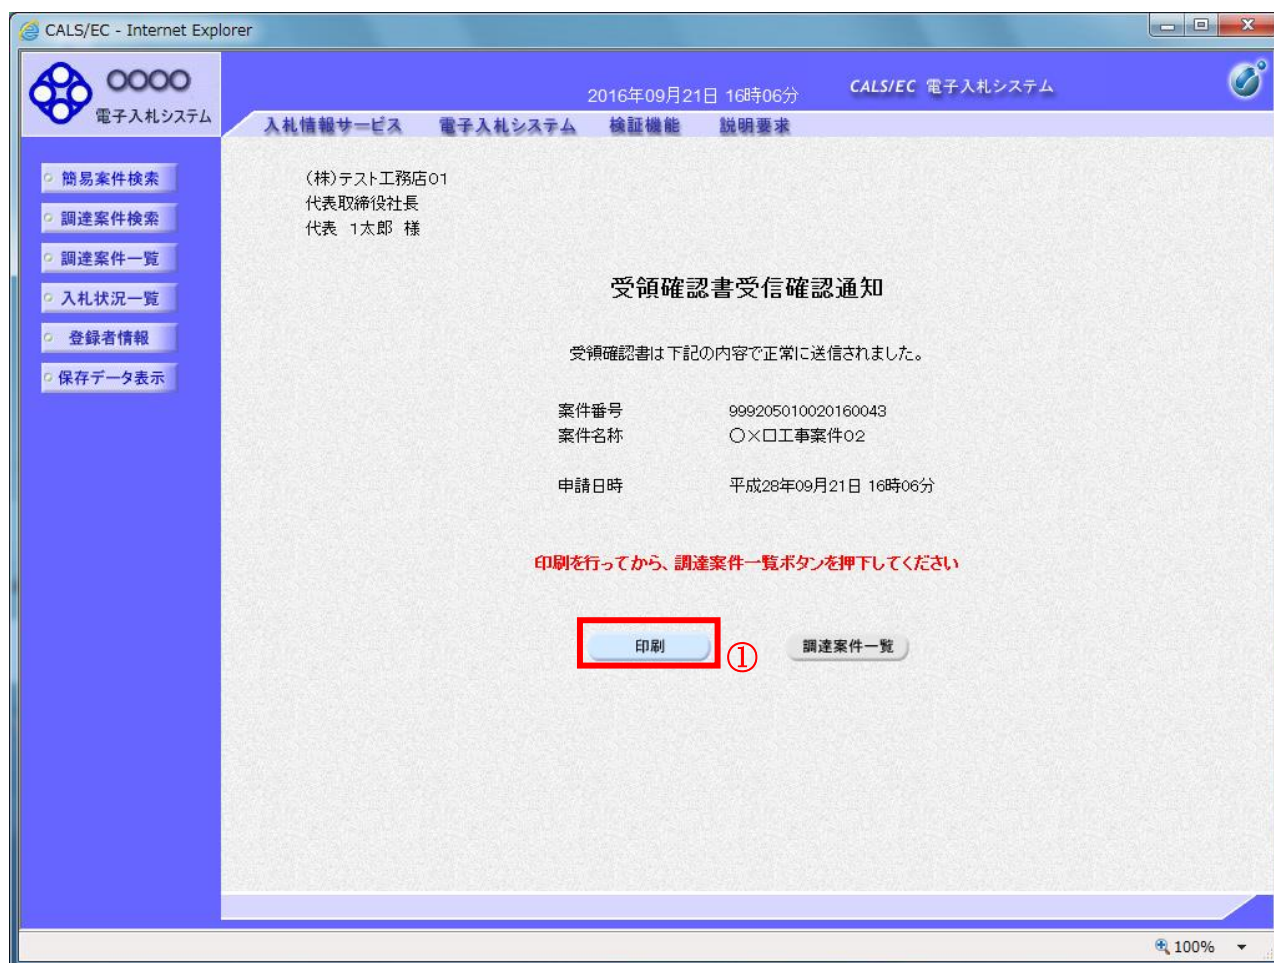 CALS/EC - Internet Explorer
〇〇〇〇
電子入札システム
2016年09月21日 16時06分
CALS/EC 電子入札システム
入札情報サービス 電子入札システム 検証機能 説明要求
簡易案件検索
調達案件検索
調達案件一覧
入札状況一覧
登録者情報
保存データ表示
(株)テスト工務店01
代表取締役社長
代表 1太郎 様
受領確認書受信確認通知
受領確認書は下記の内容で正常に送信されました。
案件番号 999205010020160043
案件名称 〇×口工事案件02
申請日時 平成28年09月21日 16時06分
印刷を行ってから、調達案件一覧ボタンを押下してください
印刷 ① 調達案件一覧
100%